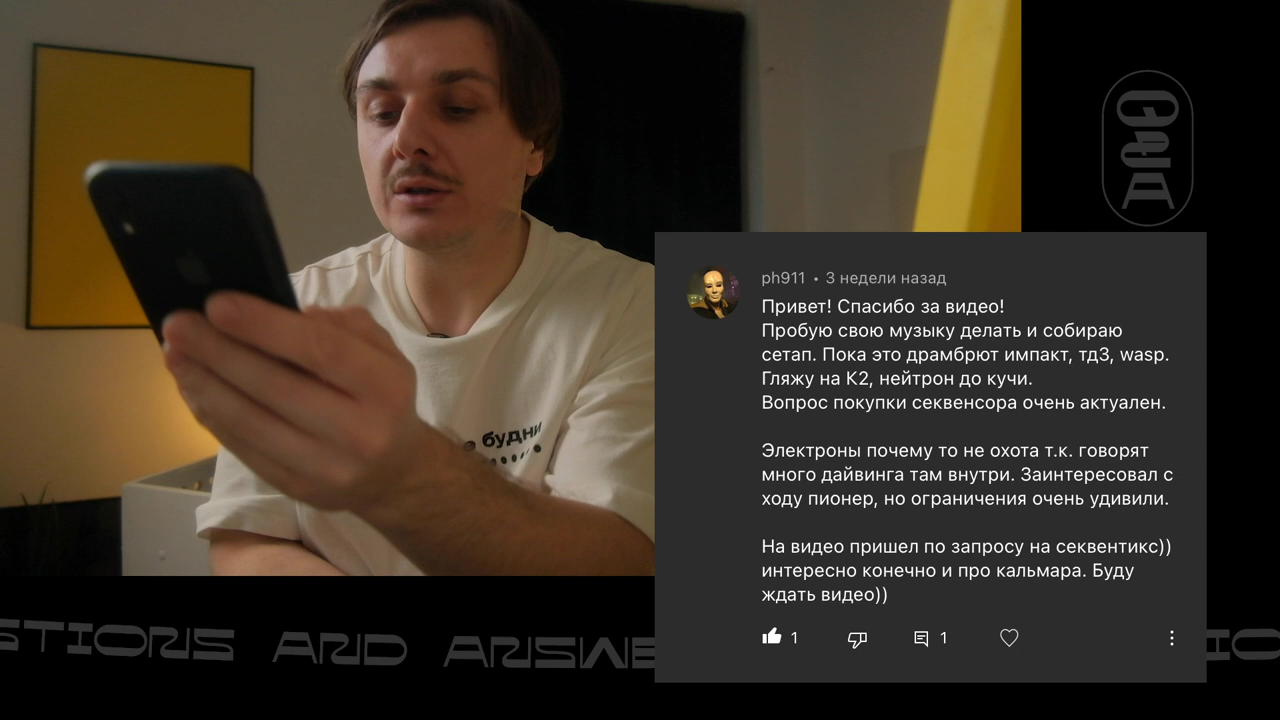 Q&A
ph911 • 3 недели назад
Привет! Спасибо за видео!
Пробую свою музыку делать и собираю
сетап. Пока это драмбрют импакт, тд3, wasp.
Гляжу на К2, нейтрон до кучи.
Вопрос покупки секвенсора очень актуален.
Электроны почему то не охота т.к. говорят
много дайвинга там внутри. Заинтересовал с
ходу пионер, но ограничения очень удивили.
На видео пришел по запросу на секвентикс))
интересно конечно и про кальмара. Буду
ждать видео))
1 1
будни
STIONS AND ANSWE IO